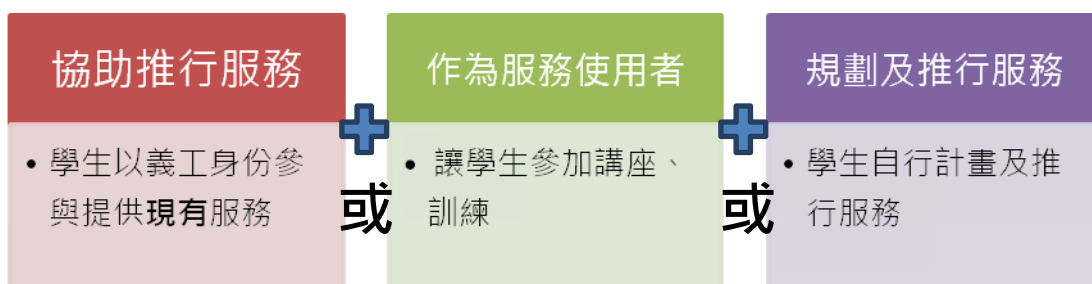 協助推行服務
• 學生以義工身份參
與提供現有服務
或
作為服務使用者
• 讓學生參加講座、
訓練
或
規劃及推行服務
• 學生自行計畫及推
行服務